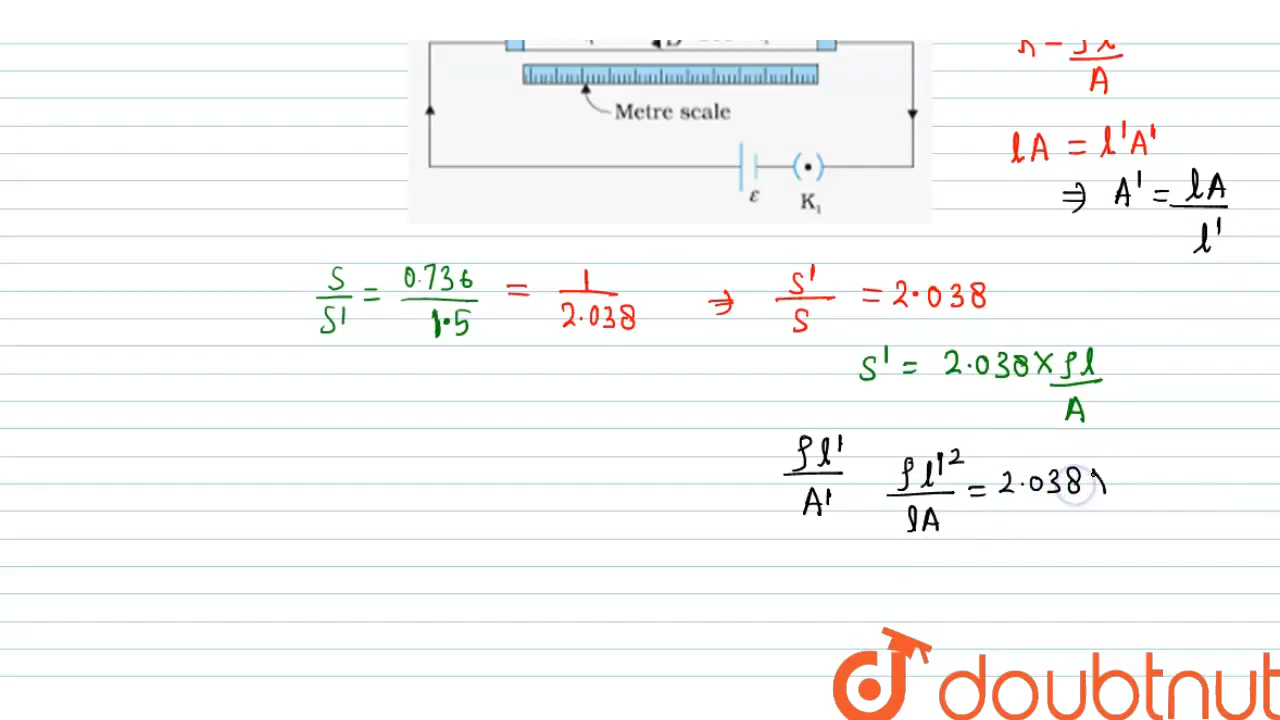 A
lA = l'A'
Metre scale
⇒ A' = lA/l'
ε K₁
S/S' = 0.736/1.5 = 1/2.038 ⇒ S'/S = 2.038
S' = 2.038 × ρl/A
ρl'/A' ρl'²/lA = 2.038
doubtnut